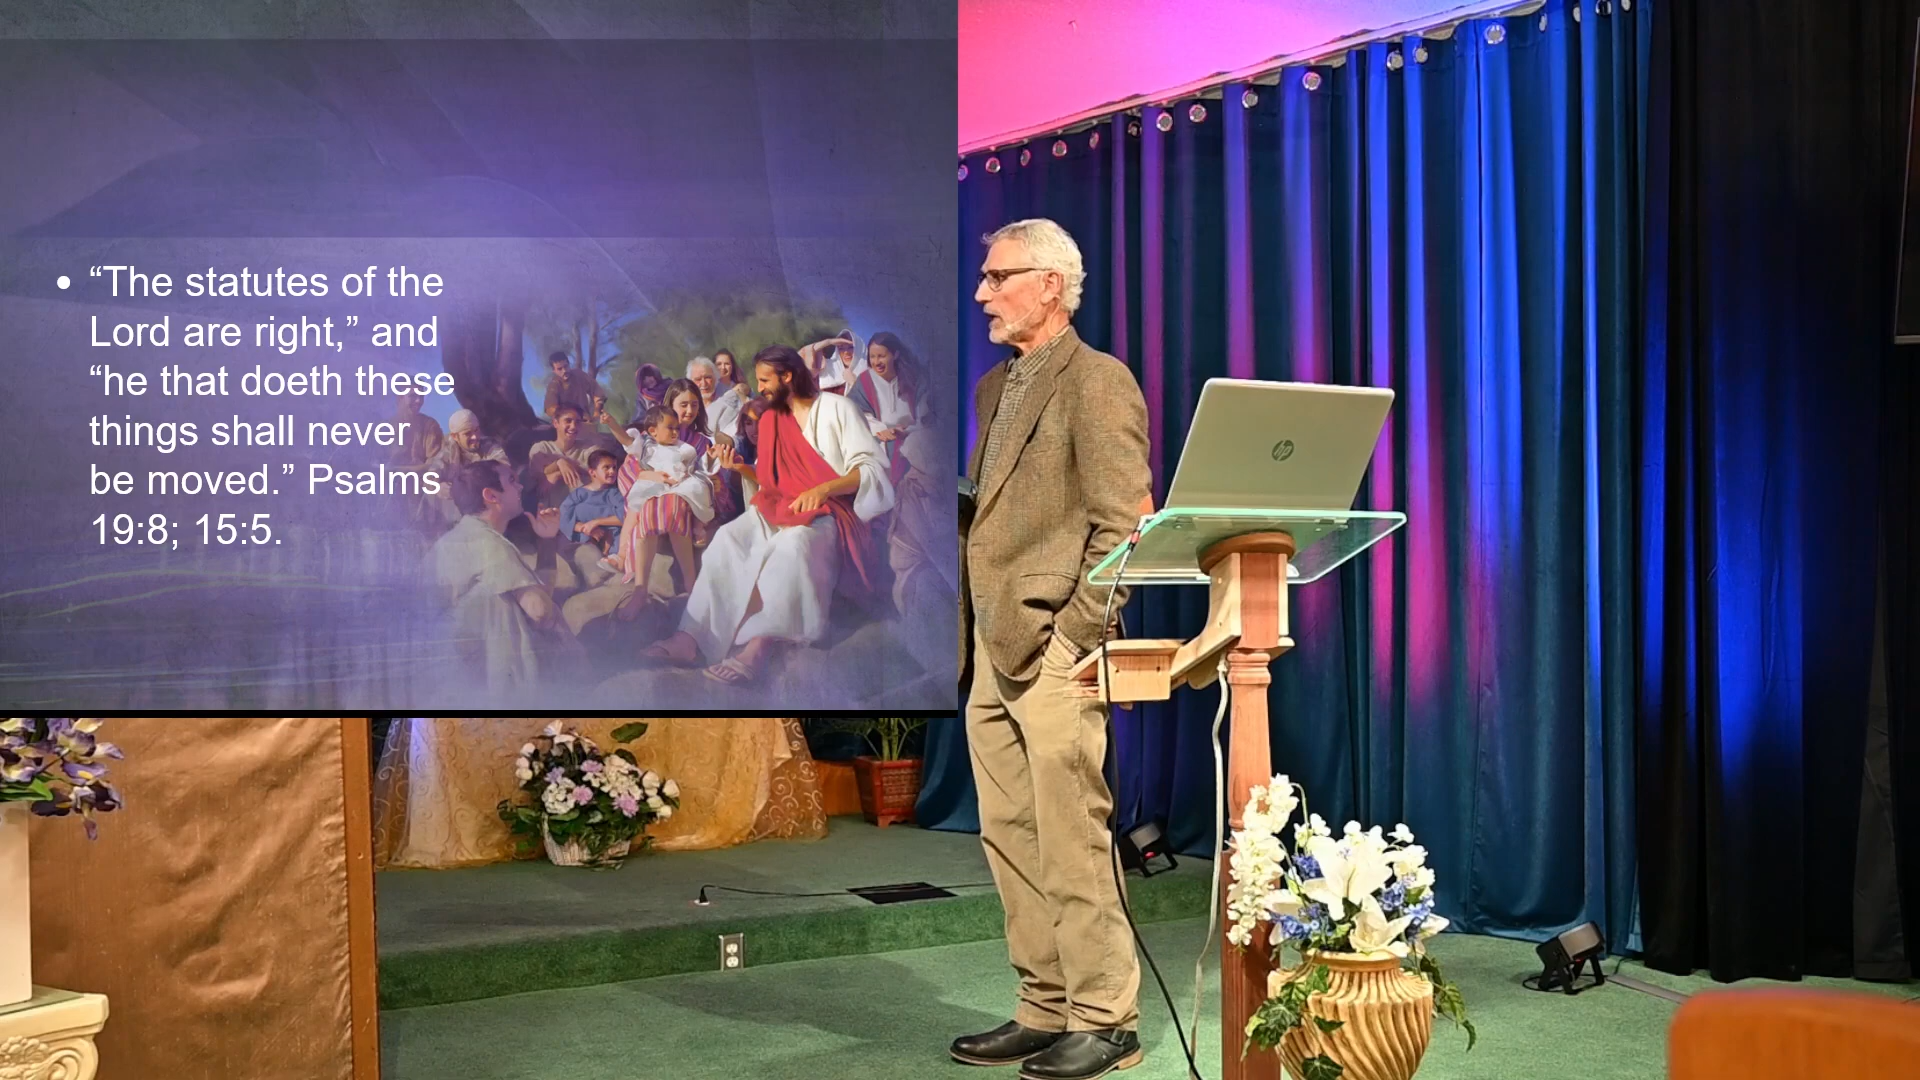 • “The statutes of the
Lord are right,” and
“he that doeth these
things shall never
be moved.” Psalms
19:8; 15:5.
hp